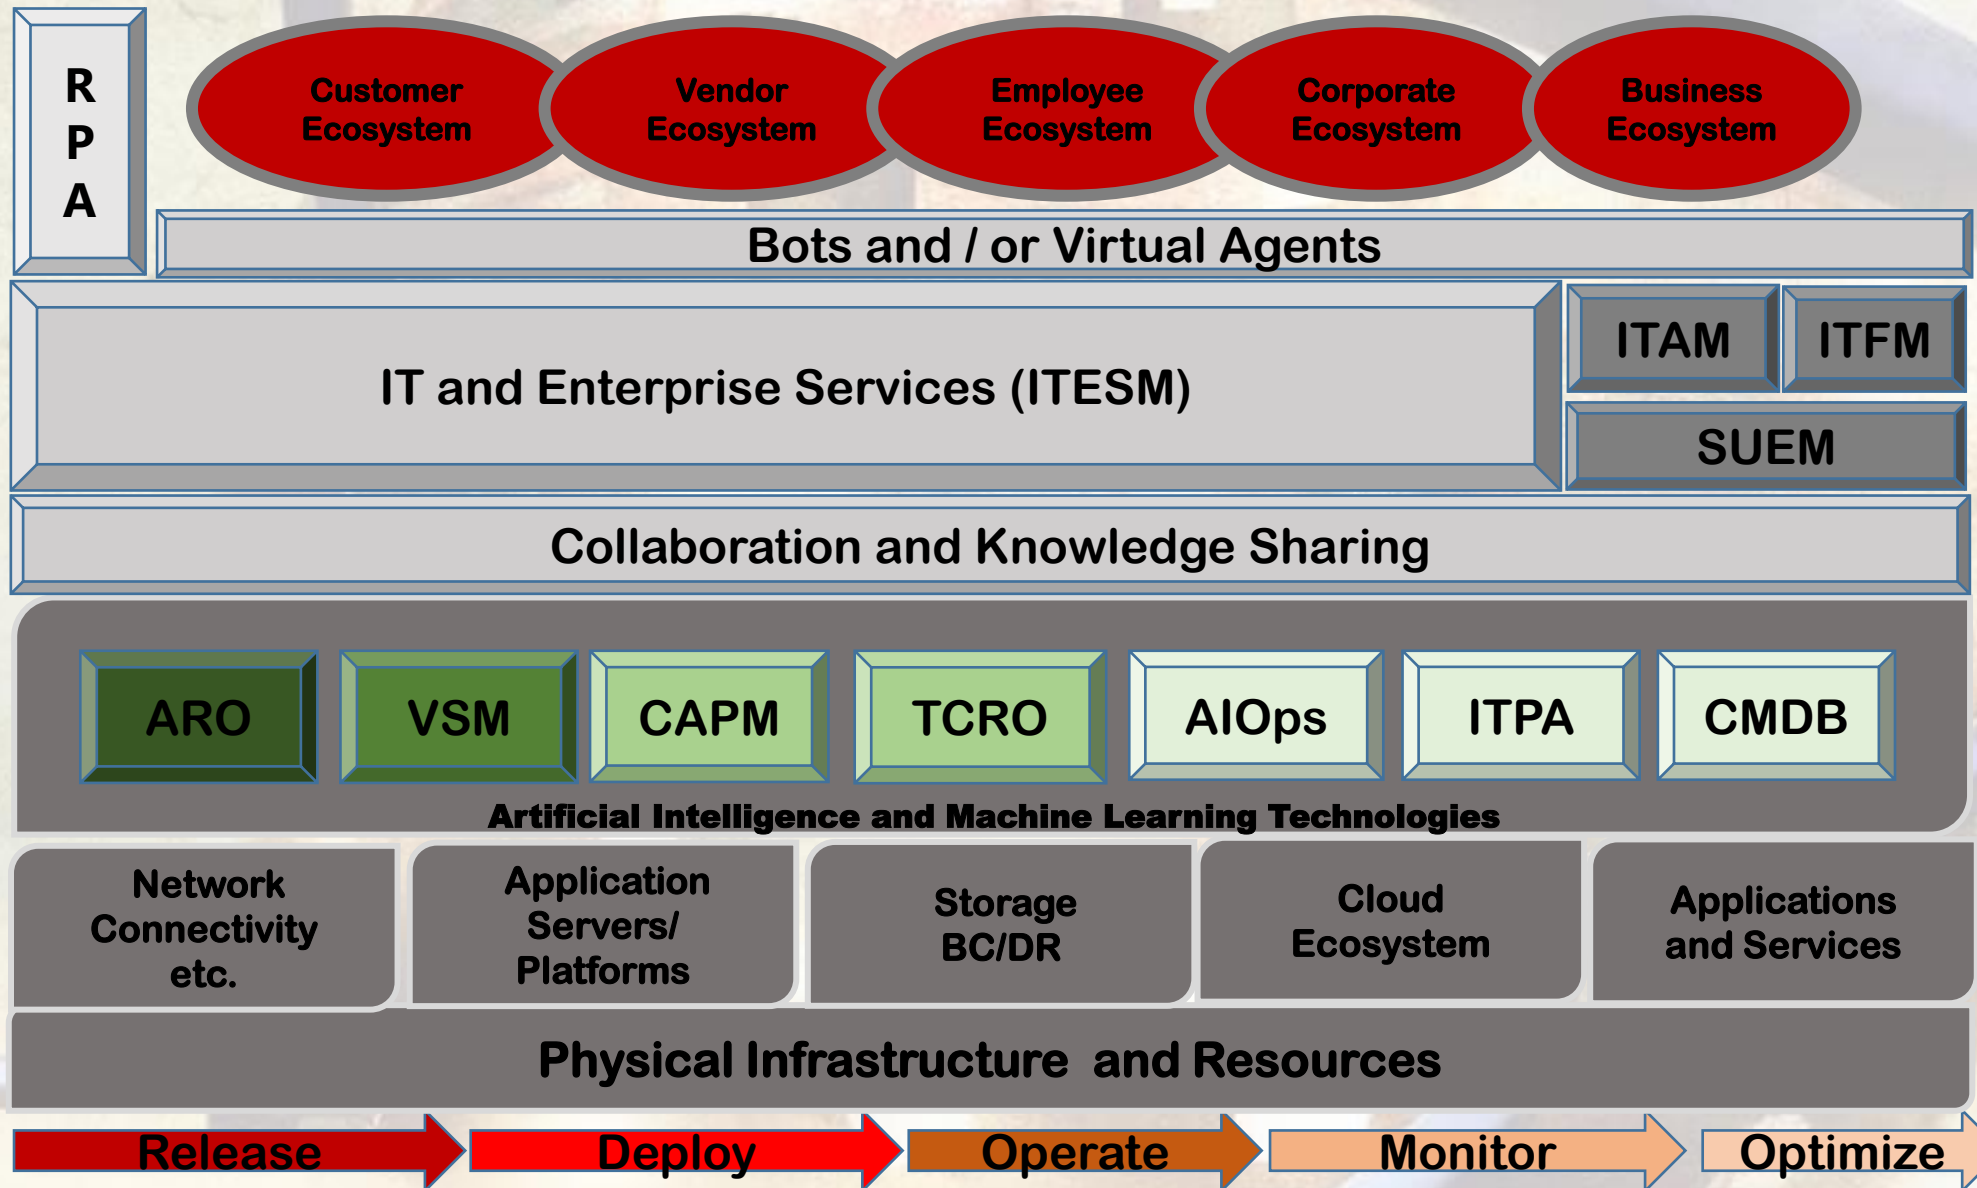 R
P
A
Customer
Ecosystem
Vendor
Ecosystem
Employee
Ecosystem
Corporate
Ecosystem
Business
Ecosystem
Bots and / or Virtual Agents
IT and Enterprise Services (ITESM)
ITAM
ITFM
SUEM
Collaboration and Knowledge Sharing
ARO
VSM
CAPM
TCRO
AIOps
ITPA
CMDB
Artificial Intelligence and Machine Learning Technologies
Network
Connectivity
etc.
Application
Servers/
Platforms
Storage
BC/DR
Cloud
Ecosystem
Applications
and Services
Physical Infrastructure and Resources
Release
Deploy
Operate
Monitor
Optimize